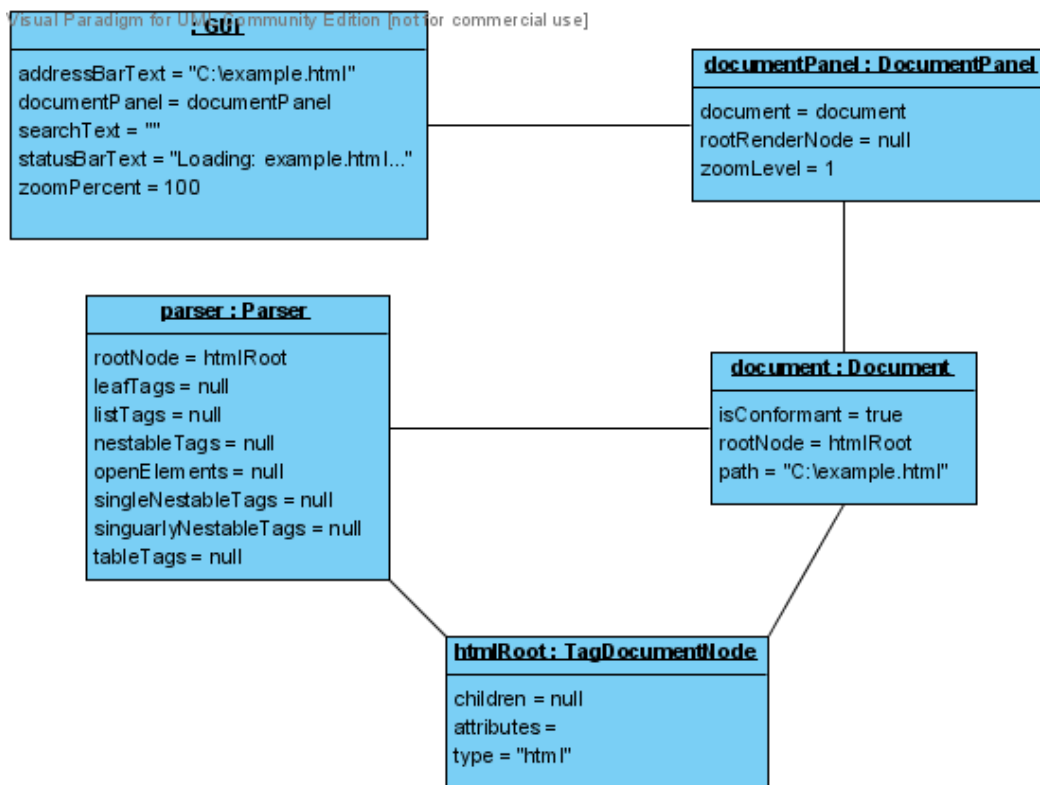 Visual Paradigm for UML Community Edition [not for commercial use]
: GUI
addressBarText = "C:\example.html"
documentPanel = documentPanel
searchText = ""
statusBarText = "Loading: example.html..."
zoomPercent = 100
documentPanel : DocumentPanel
document = document
rootRenderNode = null
zoomLevel = 1
parser : Parser
rootNode = htmlRoot
leafTags = null
listTags = null
nestableTags = null
openElements = null
singleNestableTags = null
singuarlyNestableTags = null
tableTags = null
document : Document
isConformant = true
rootNode = htmlRoot
path = "C:\example.html"
htmlRoot : TagDocumentNode
children = null
attributes =
type = "html"